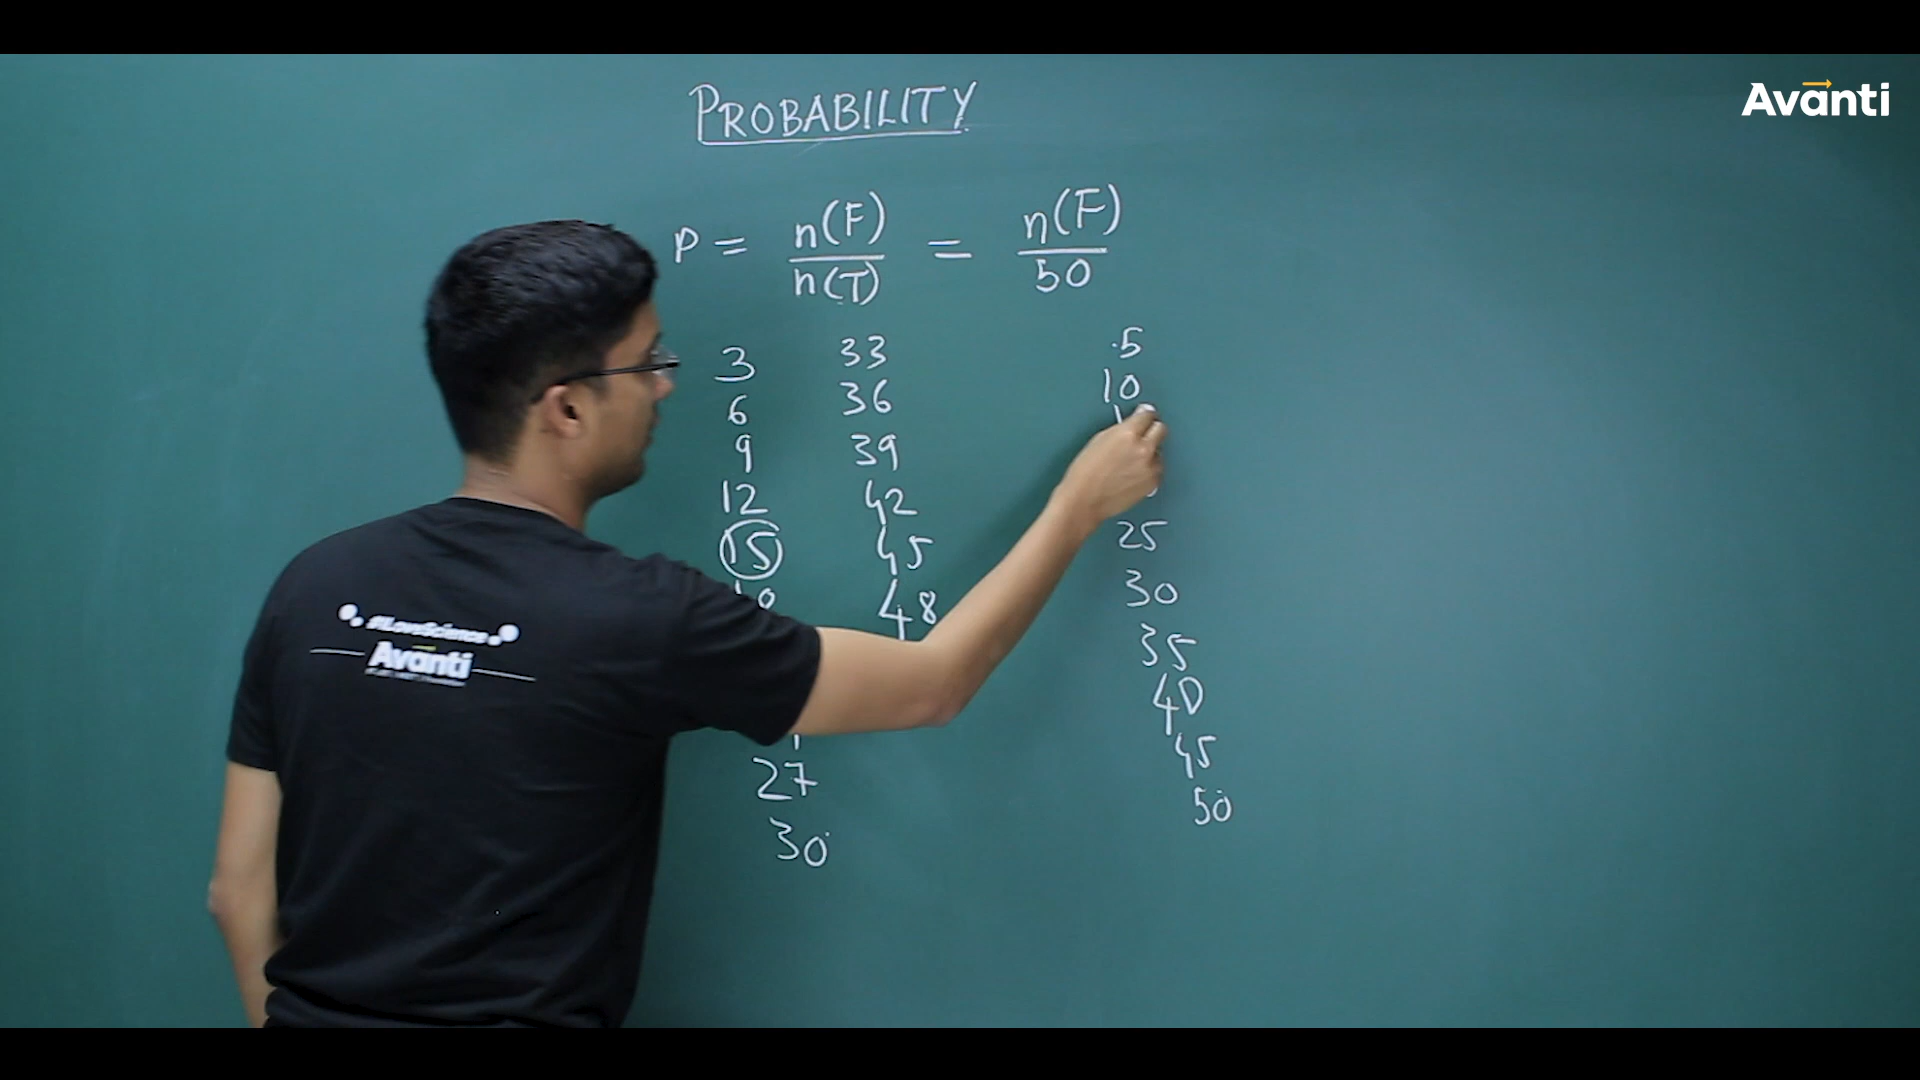 Avanti
PROBABILITY
P = n(F) / n(T) = n(F) / 50
3 33 5
6 36 10
9 39
12 42
15 45 25
48 30
35
40
27 45
30 50
#LoveScience
Avanti